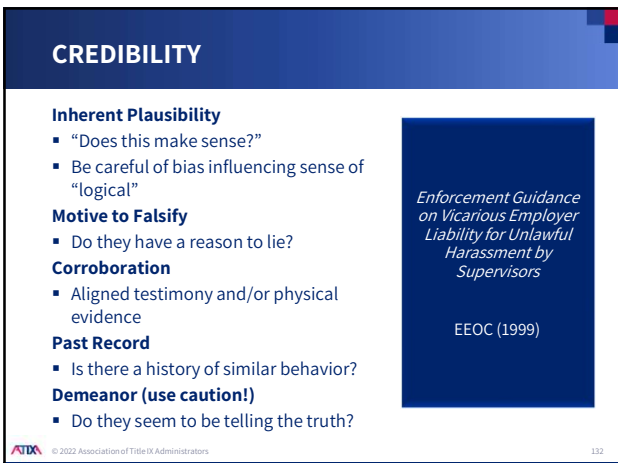 CREDIBILITY
Inherent Plausibility
▪ “Does this make sense?”
▪ Be careful of bias influencing sense of
“logical”
Motive to Falsify
▪ Do they have a reason to lie?
Corroboration
▪ Aligned testimony and/or physical
evidence
Past Record
▪ Is there a history of similar behavior?
Demeanor (use caution!)
▪ Do they seem to be telling the truth?
Enforcement Guidance
on Vicarious Employer
Liability for Unlawful
Harassment by
Supervisors
EEOC (1999)
ATIXA © 2022 Association of Title IX Administrators
132